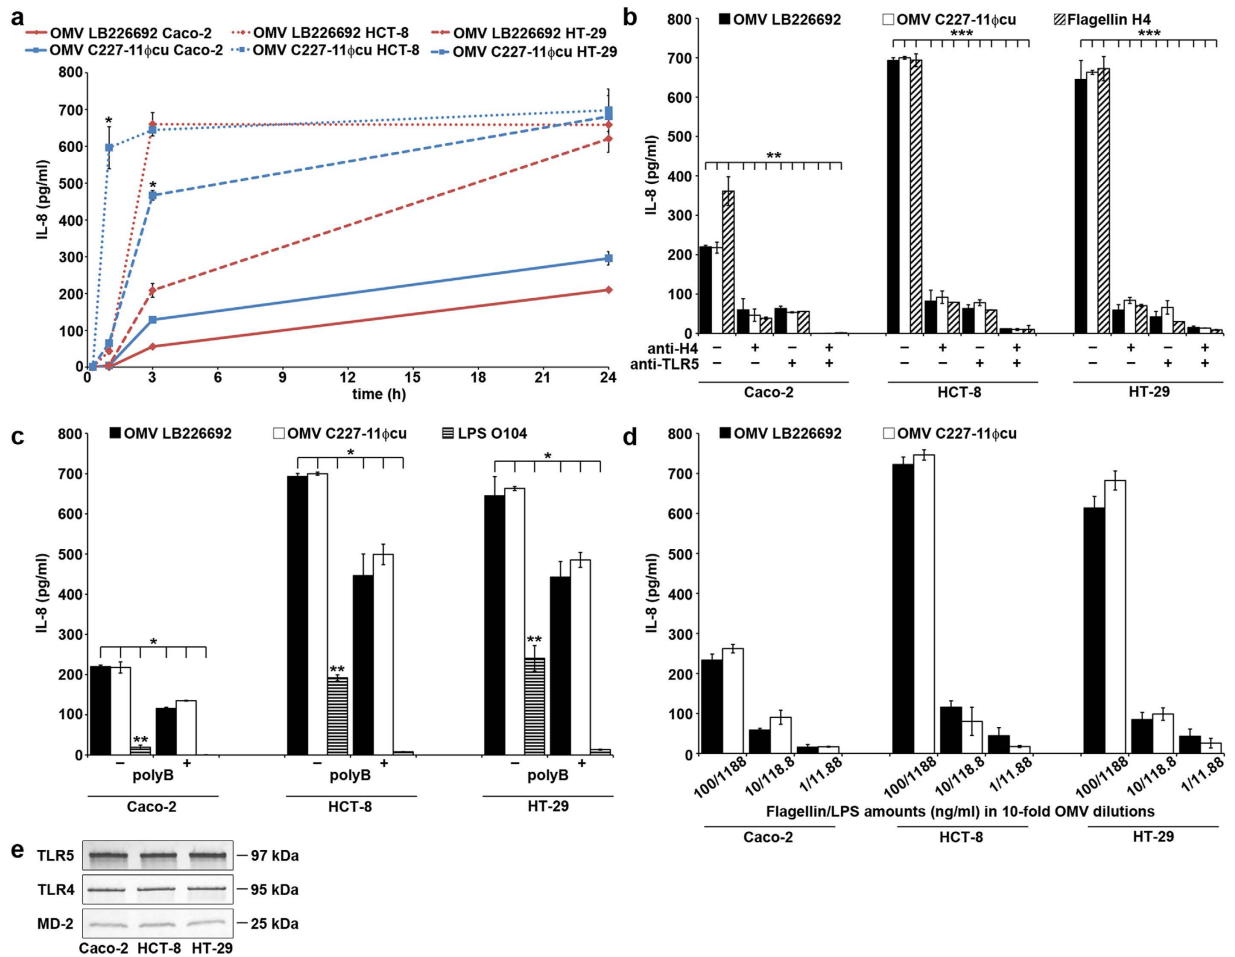 a
OMV LB226692 Caco-2 OMV LB226692 HCT-8 OMV LB226692 HT-29
OMV C227-11ϕcu Caco-2 OMV C227-11ϕcu HCT-8 OMV C227-11ϕcu HT-29
800
700
600
500
400
300
200
100
0
IL-8 (pg/ml)
*
*
0 3 6 9 12 15 18 21 24
time (h)
b
OMV LB226692 OMV C227-11ϕcu Flagellin H4
800
700
600
500
400
300
200
100
0
IL-8 (pg/ml)
** *** ***
anti-H4 – + – + – + – + – + – +
anti-TLR5 – – + + – – + + – – + +
Caco-2 HCT-8 HT-29
c
OMV LB226692 OMV C227-11ϕcu LPS O104
800
700
600
500
400
300
200
100
0
IL-8 (pg/ml)
* * *
** ** **
– + – + – +
polyB polyB polyB
Caco-2 HCT-8 HT-29
d
OMV LB226692 OMV C227-11ϕcu
800
700
600
500
400
300
200
100
0
IL-8 (pg/ml)
100/1188 10/118.8 1/11.88 100/1188 10/118.8 1/11.88 100/1188 10/118.8 1/11.88
Flagellin/LPS amounts (ng/ml) in 10-fold OMV dilutions
Caco-2 HCT-8 HT-29
e
TLR5 97 kDa
TLR4 95 kDa
MD-2 25 kDa
Caco-2 HCT-8 HT-29